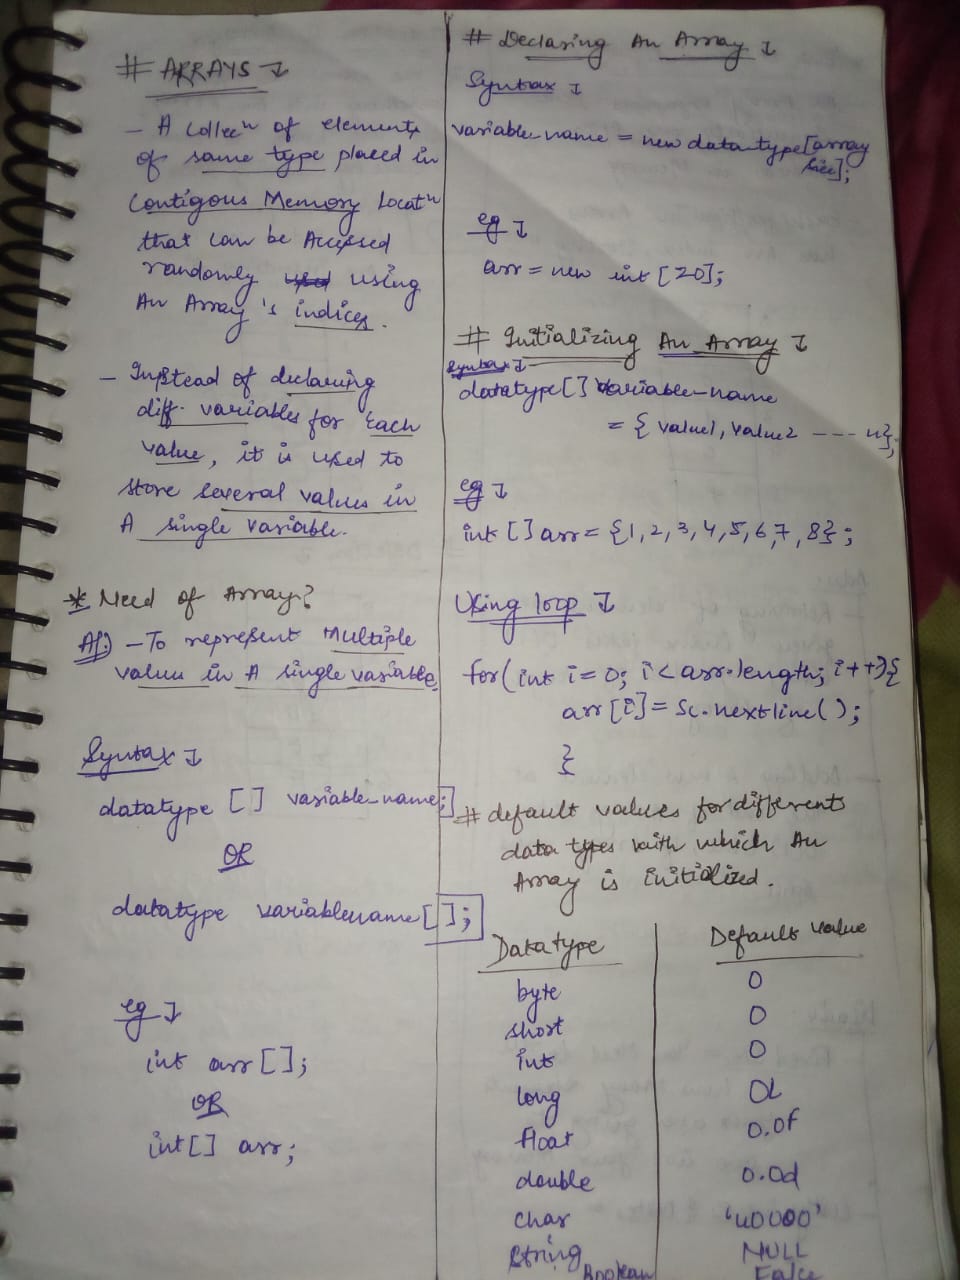 # ARRAYS ↓
- A collecⁿ of elements
of same type placed in
Contigous Memory Locatⁿ
that can be Accessed
randomly using
An Array's indices.
- Instead of declaring
diff. variables for Each
value, it is used to
store several values in
A single variable.
* Need of Array?
A) - To represent Multiple
values in A single variable.
Syntax ↓
datatype [ ] variable_name;
OR
datatype variablename[ ];
eg ↓
int arr [ ];
OR
int[ ] arr;
# Declaring An Array ↓
Syntax ↓
variable_name = new data_type[array
size];
eg ↓
arr = new int [20];
# Initializing An Array ↓
Syntax ↓
datatype[ ] variable_name
= { value1, value2 ---- n};
eg ↓
int [ ] arr = {1, 2, 3, 4, 5, 6, 7, 8};
Using loop ↓
for(int i = 0; i < arr.length; i++){
arr [i] = Sc.nextline( );
}
# default values for different
data types with which An
Array is initialized.
Datatype Default value
byte 0
short 0
int 0
long 0L
float 0.0f
double 0.0d
char 'u0000'
String NULL
Boolean False